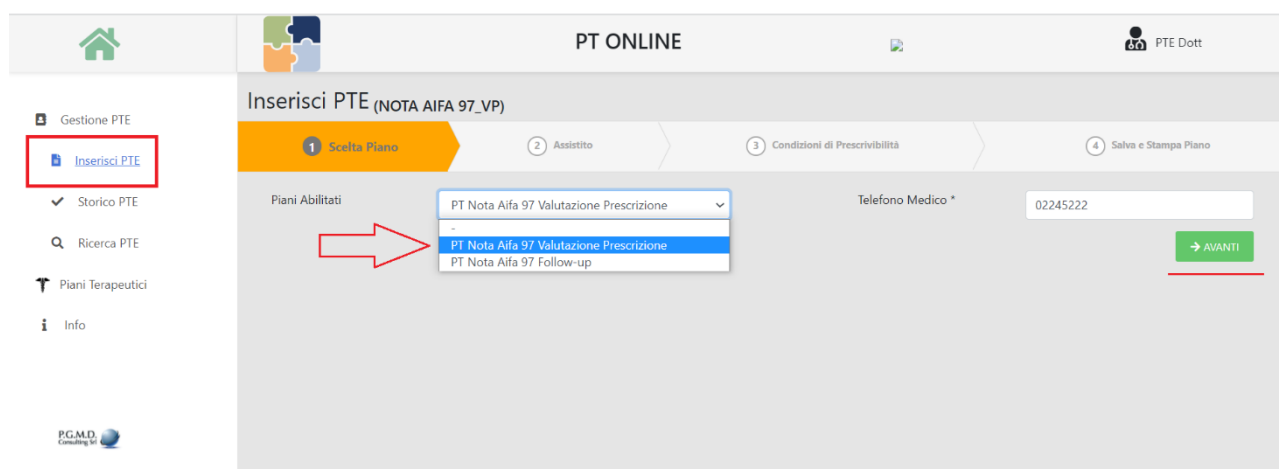 PT ONLINE
PTE Dott
Gestione PTE
Inserisci PTE
Storico PTE
Ricerca PTE
Piani Terapeutici
Info
P.G.M.D.
Consulting Srl
Inserisci PTE (NOTA AIFA 97_VP)
1 Scelta Piano
2 Assistito
3 Condizioni di Prescrivibilità
4 Salva e Stampa Piano
Piani Abilitati
PT Nota Aifa 97 Valutazione Prescrizione
-
PT Nota Aifa 97 Valutazione Prescrizione
PT Nota Aifa 97 Follow-up
Telefono Medico *
02245222
→ AVANTI